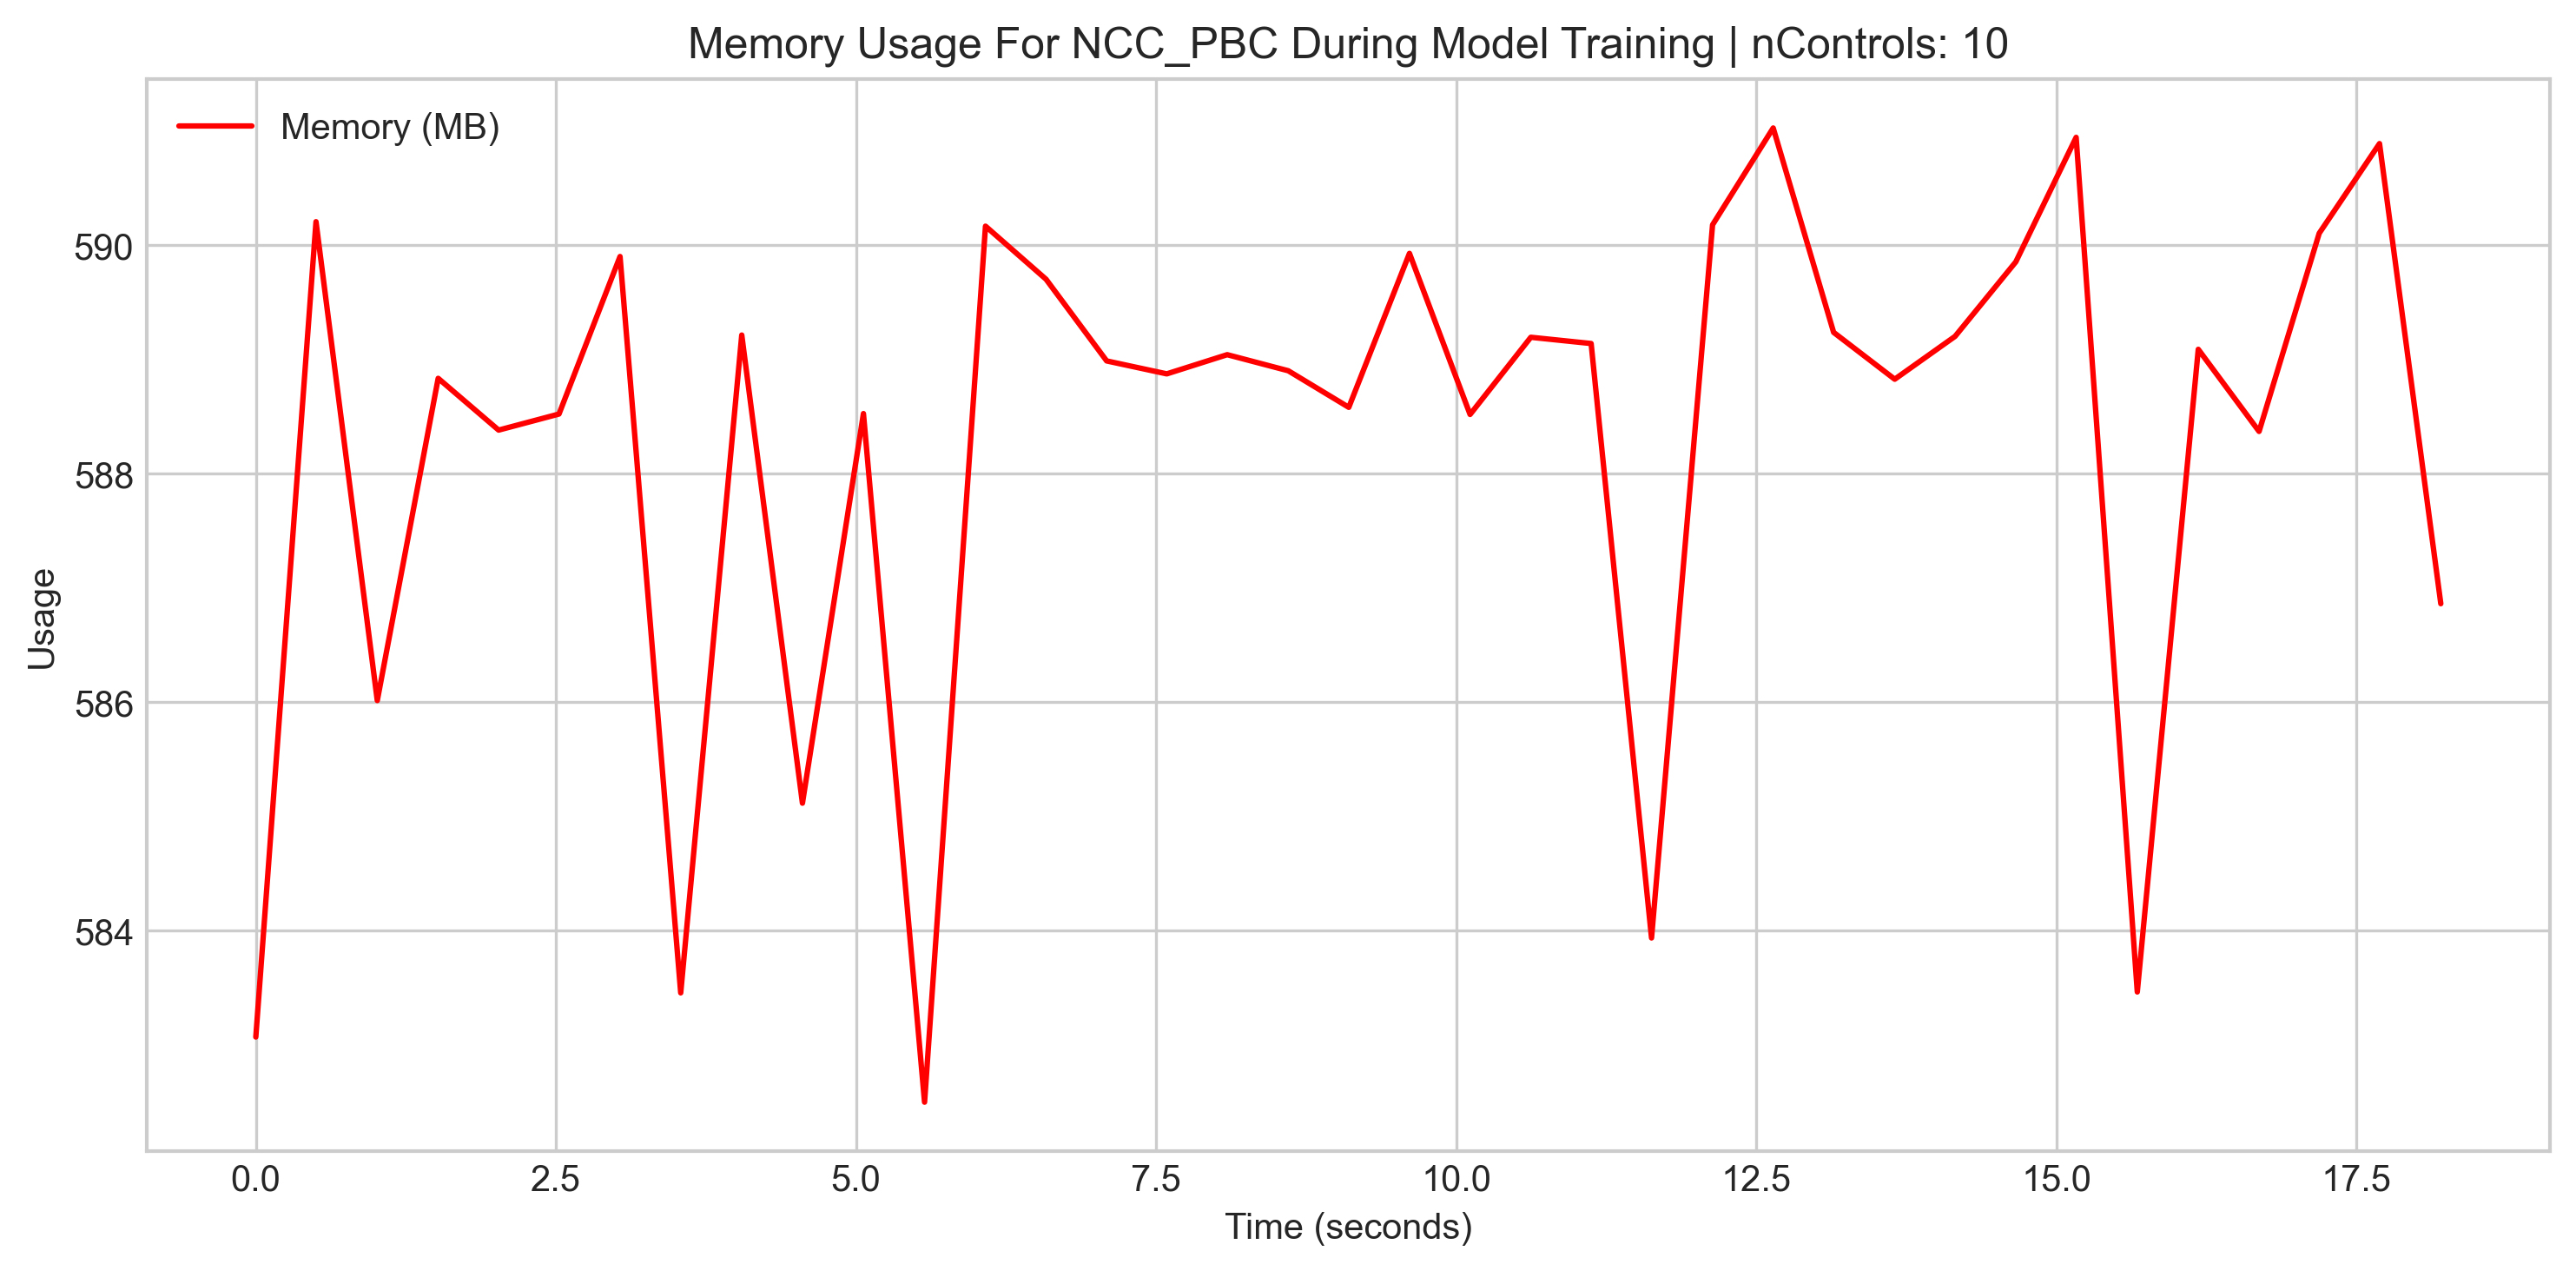 Memory Usage For NCC_PBC During Model Training | nControls: 10
Memory (MB)
590
588
586
584
Usage
0.0 2.5 5.0 7.5 10.0 12.5 15.0 17.5
Time (seconds)